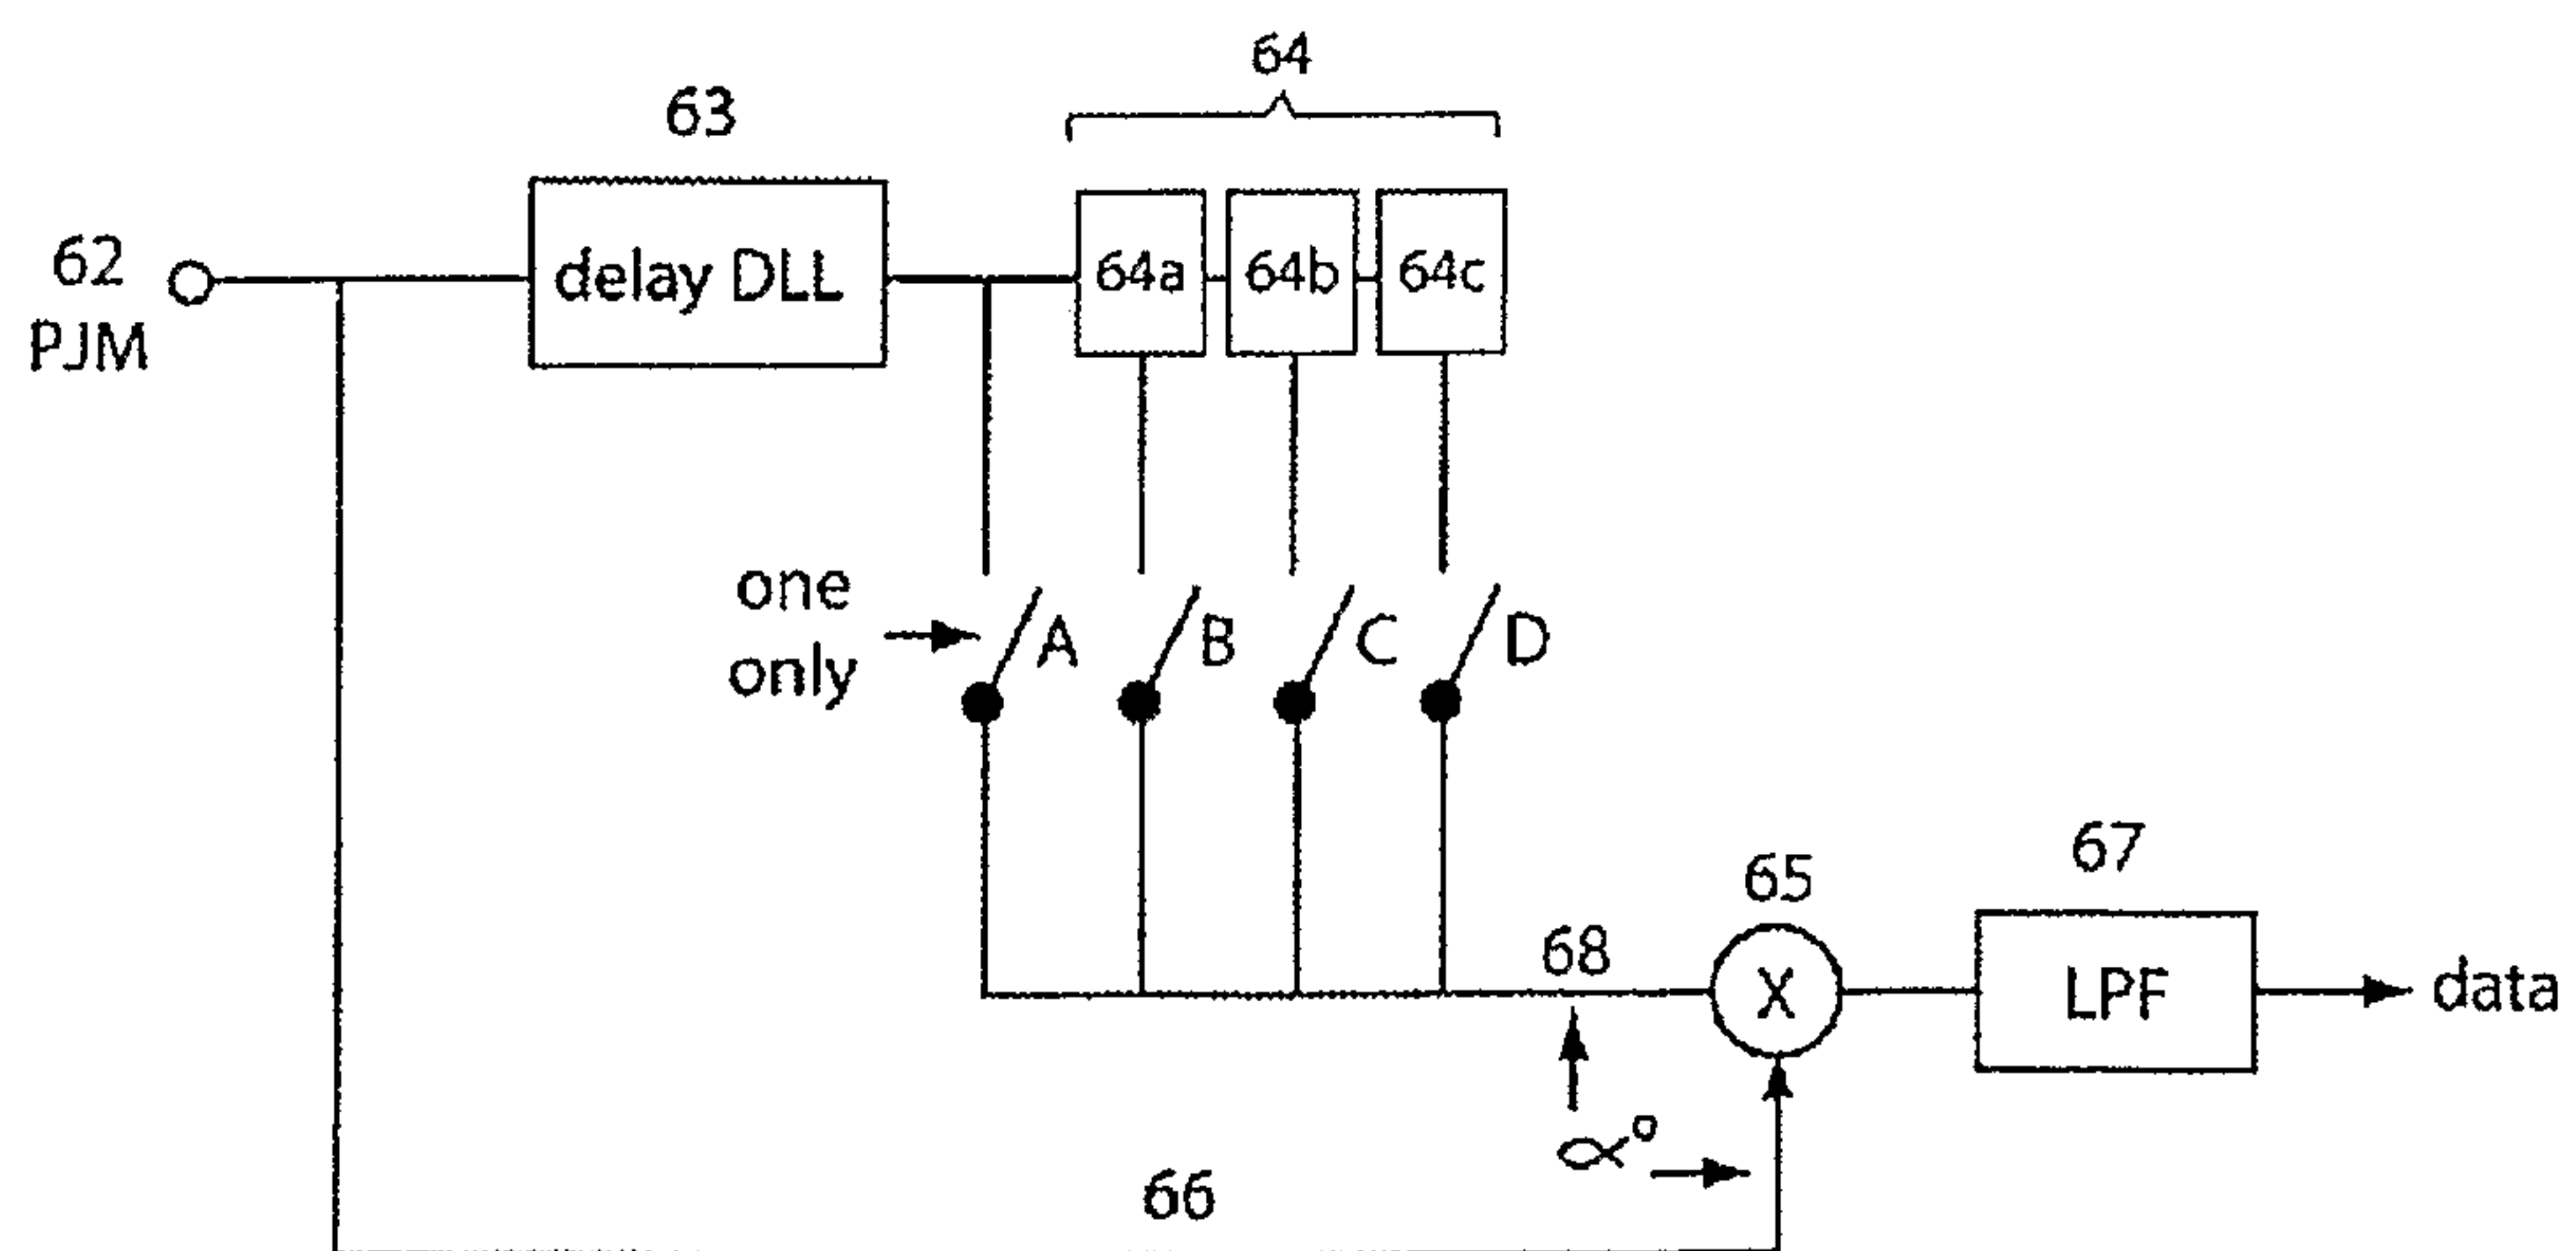 64
63
62
PJM
delay DLL
64a
64b
64c
one
only
A
B
C
D
68
65
67
X
LPF
data
α°
66